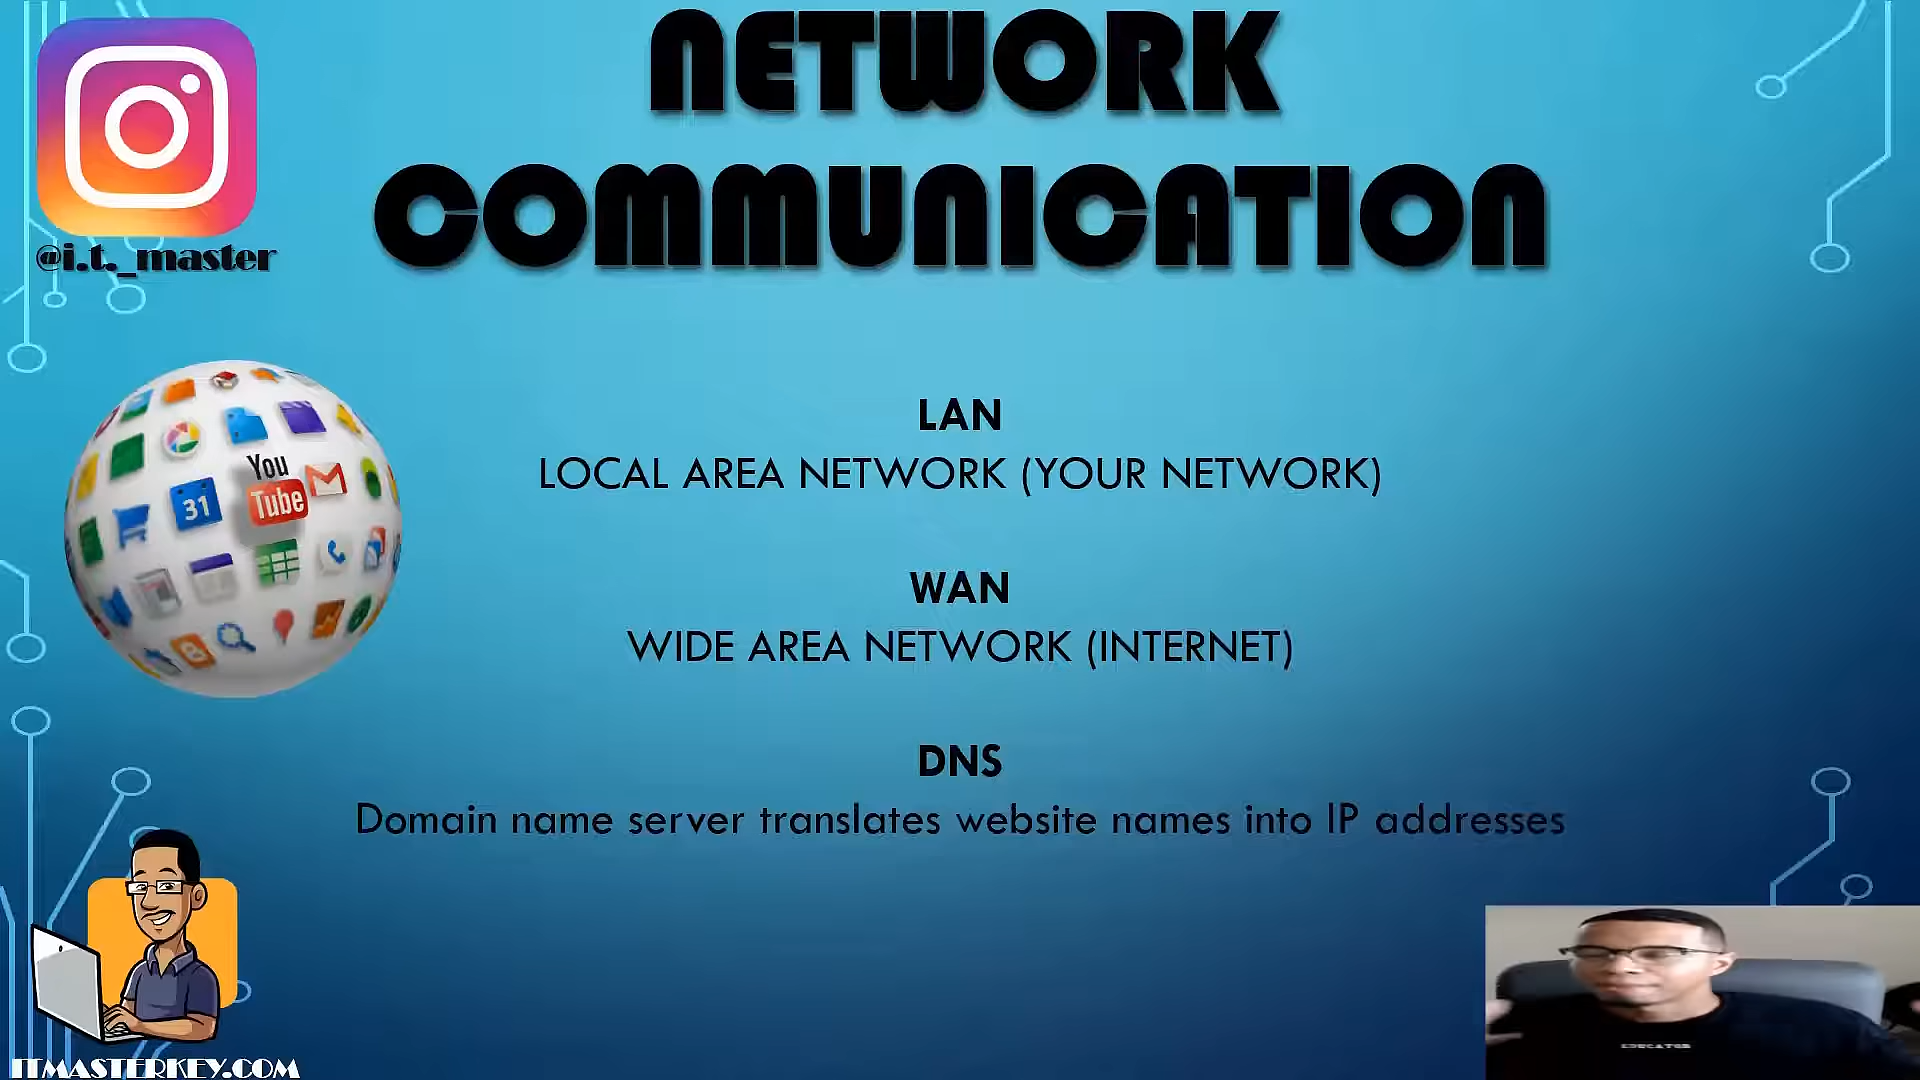 NETWORK
COMMUNICATION
@i.t._master
LAN
LOCAL AREA NETWORK (YOUR NETWORK)
You
Tube
31
WAN
WIDE AREA NETWORK (INTERNET)
DNS
Domain name server translates website names into IP addresses
EDUCATOR
ITMASTERKEY.COM